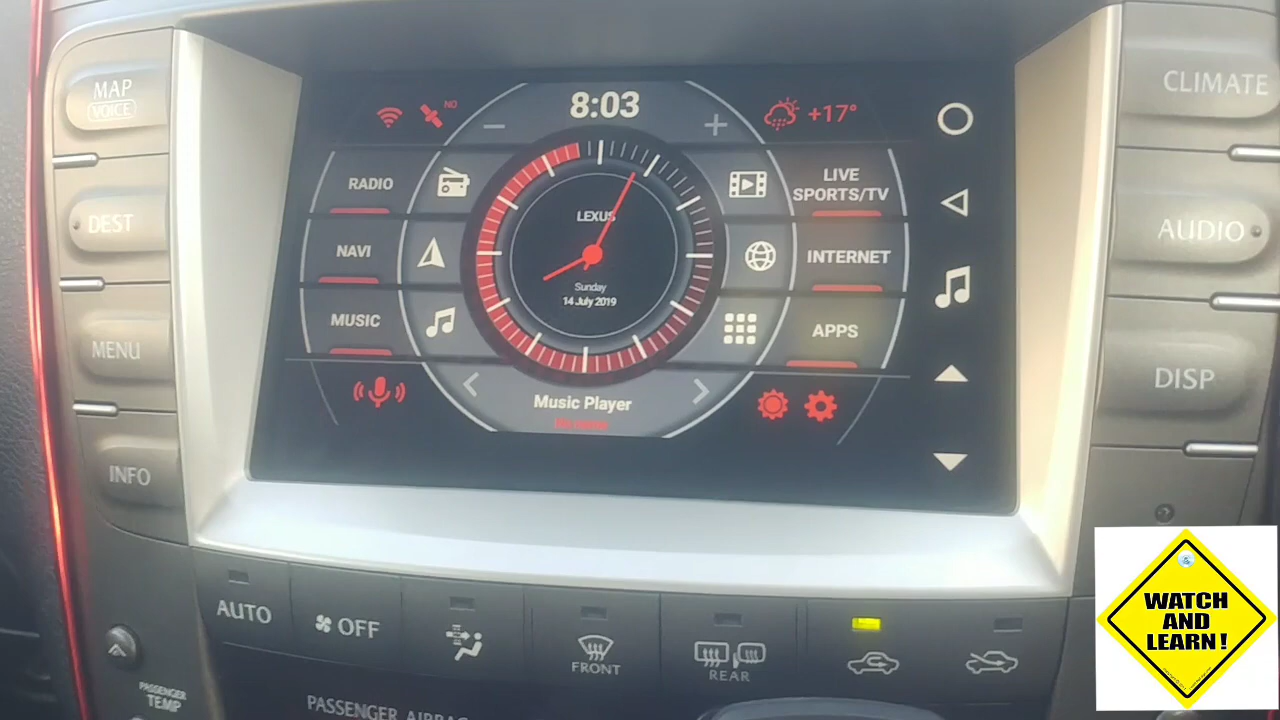 MAP
VOICE
DEST
MENU
INFO
8:03
NO
+17°
RADIO
NAVI
MUSIC
LEXUS
Sunday
14 July 2019
LIVE
SPORTS/TV
INTERNET
APPS
Music Player
CLIMATE
AUDIO
DISP
AUTO
OFF
FRONT
REAR
PASSENGER
TEMP
PASSENGER AIRBAG
WATCH
AND
LEARN!